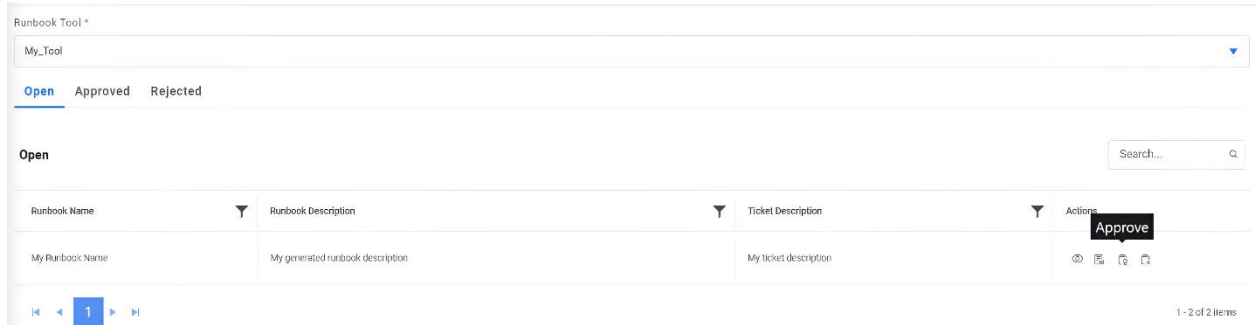 Runbook Tool *
My_Tool
Open Approved Rejected
Open
Search...
Runbook Name Runbook Description Ticket Description Actions
Approve
My Runbook Name My generated runbook description My ticket description
1
1 - 2 of 2 items